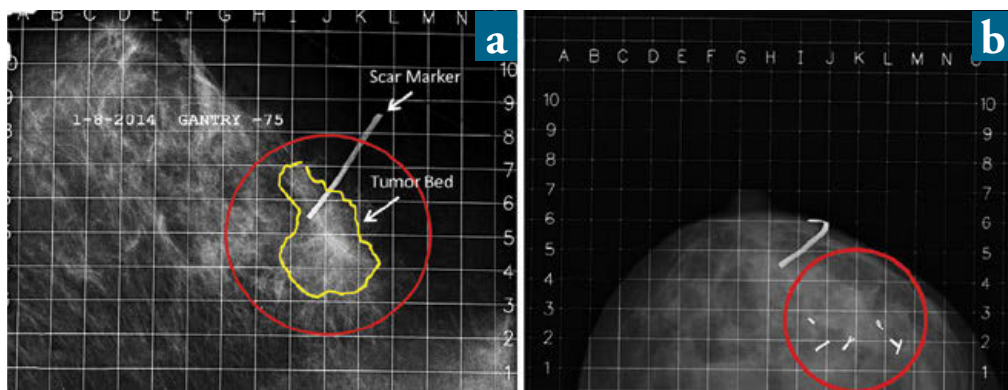 A B C D E F G H I J K L M N
a
10
9
8
7
6
5
4
3
2
1
Scar Marker
1-8-2014 GANTRY -75
Tumor Bed
b
A B C D E F G H I J K L M N
10 10
9 9
8 8
7 7
6 6
5 5
4 4
3 3
2 2
1 1